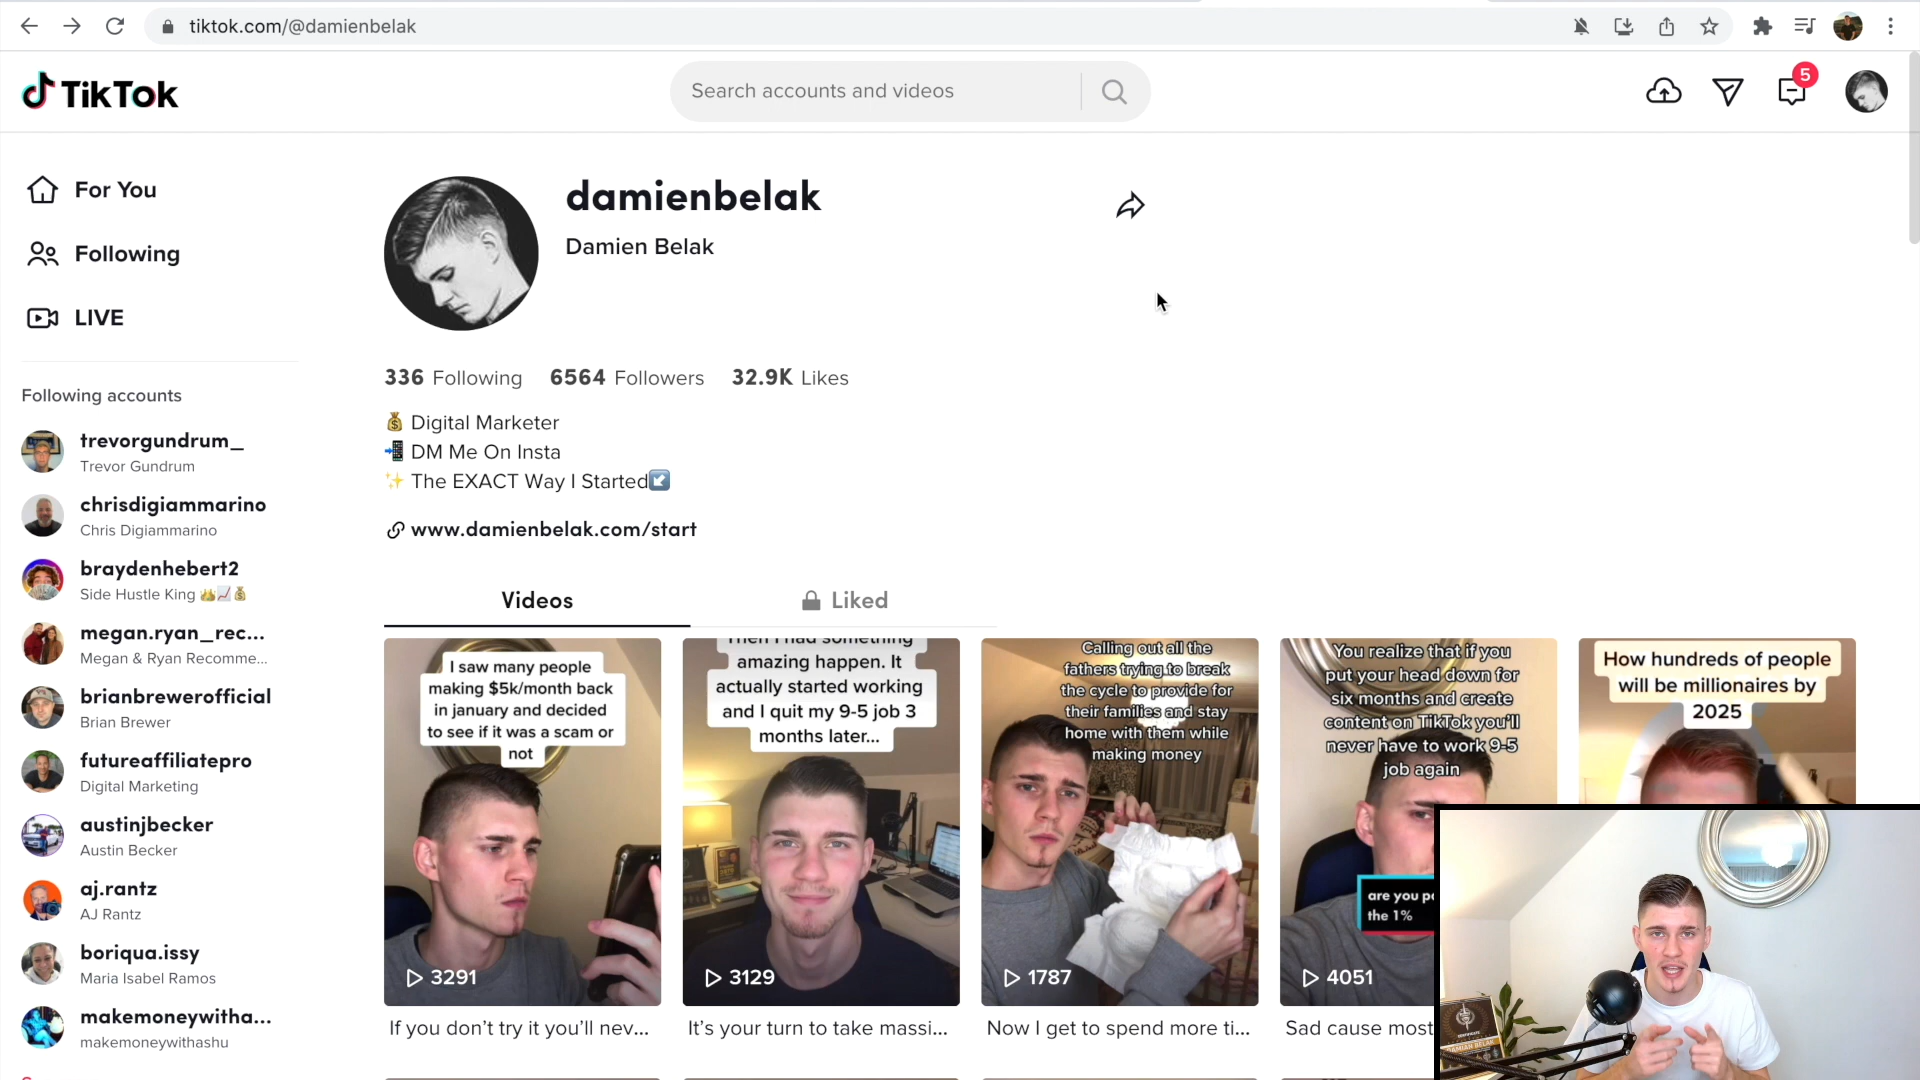 tiktok.com/@damienbelak
TikTok
Search accounts and videos
5
For You
Following
LIVE
Following accounts
trevorgundrum_
Trevor Gundrum
chrisdigiammarino
Chris Digiammarino
braydenhebert2
Side Hustle King 👑📈💰
megan.ryan_rec...
Megan & Ryan Recomme...
brianbrewerofficial
Brian Brewer
futureaffiliatepro
Digital Marketing
austinjbecker
Austin Becker
aj.rantz
AJ Rantz
boriqua.issy
Maria Isabel Ramos
makemoneywitha...
makemoneywithashu
damienbelak
Damien Belak
336 Following 6564 Followers 32.9K Likes
💰 Digital Marketer
📲 DM Me On Insta
✨ The EXACT Way I Started↙️
www.damienbelak.com/start
Videos
Liked
I saw many people
making $5k/month back
in january and decided
to see if it was a scam or
not
3291
If you don't try it you'll nev...
Then I had something
amazing happen. It
actually started working
and I quit my 9-5 job 3
months later...
3129
It's your turn to take massi...
Calling out all the
fathers trying to break
the cycle to provide for
their families and stay
home with them while
making money
1787
Now I get to spend more ti...
You realize that if you
put your head down for
six months and create
content on TikTok you'll
never have to work 9-5
job again
are you po
the 1%
4051
Sad cause most
How hundreds of people
will be millionaires by
2025
DAMIAN BELAK